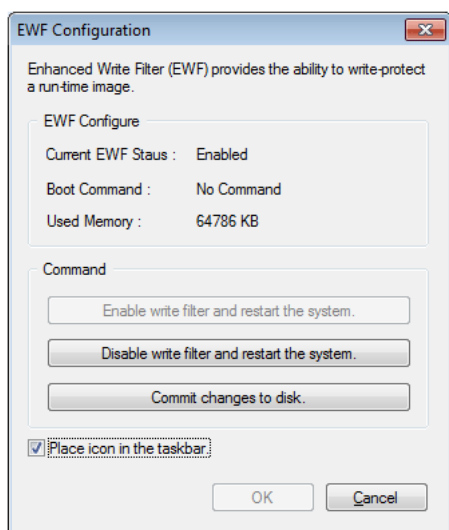 EWF Configuration
Enhanced Write Filter (EWF) provides the ability to write-protect
a run-time image.
EWF Configure
Current EWF Staus : Enabled
Boot Command : No Command
Used Memory : 64786 KB
Command
Enable write filter and restart the system.
Disable write filter and restart the system.
Commit changes to disk.
Place icon in the taskbar.
OK Cancel